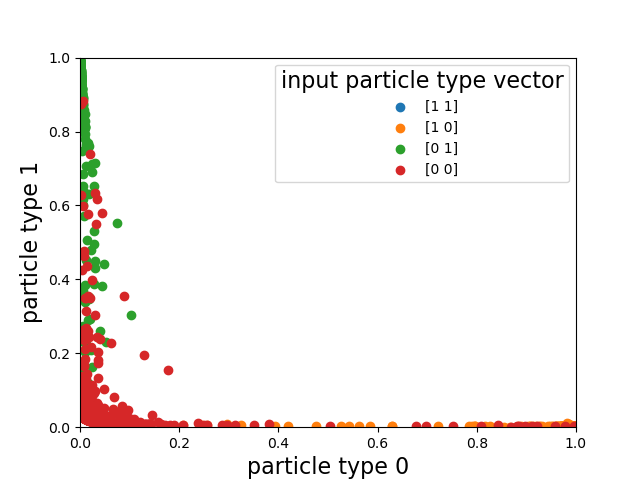 1.0
0.8
0.6
0.4
0.2
0.0
particle type 1
input particle type vector
[1 1]
[1 0]
[0 1]
[0 0]
0.0 0.2 0.4 0.6 0.8 1.0
particle type 0